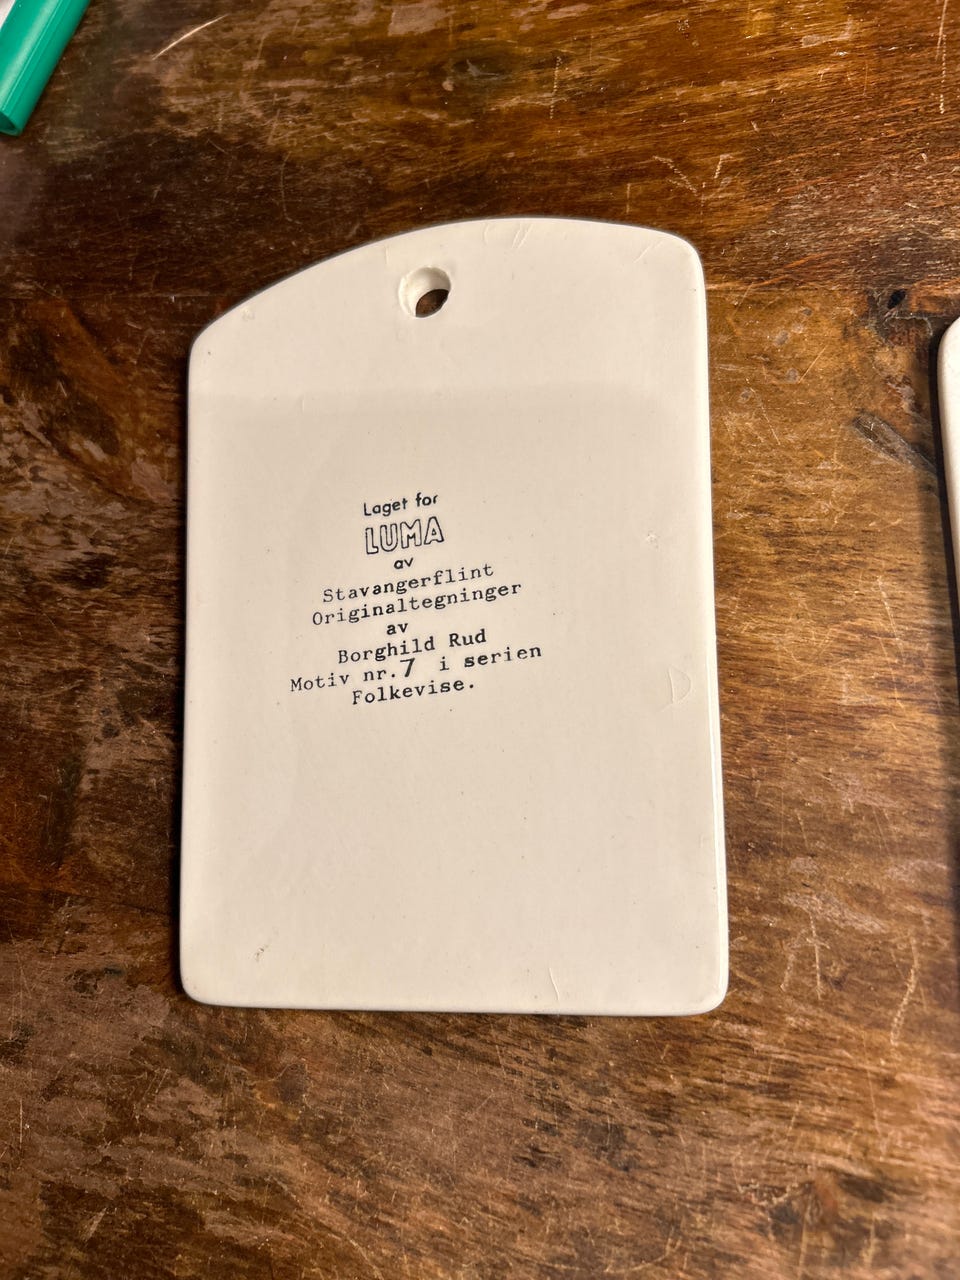 Laget for
LUMA
av
Stavangerflint
Originaltegninger
av
Borghild Rud
Motiv nr. 7 i serien
Folkevise.